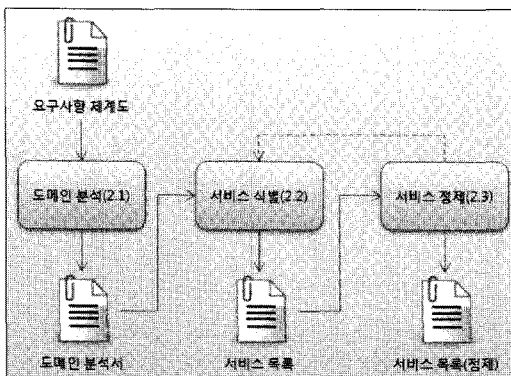 요구사항 체계도
도메인 분석(2.1)
서비스 식별(2.2)
서비스 정제(2.3)
도메인 분석서
서비스 목록
서비스 목록(정제)